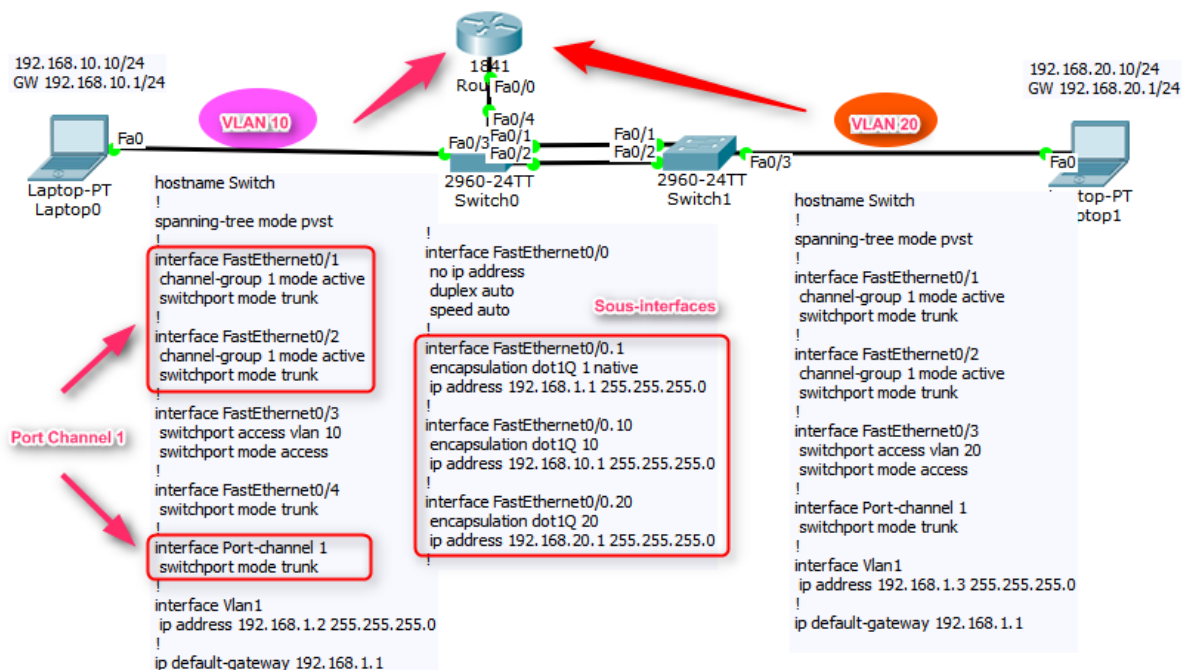 192.168.10.10/24
GW 192.168.10.1/24
VLAN 10
1841
Rou
Fa0/0
Fa0/4
VLAN 20
192.168.20.10/24
GW 192.168.20.1/24
Fa0
Fa0/3
Fa0/1
Fa0/2
Fa0/1
Fa0/2
Fa0/3
Fa0
Laptop-PT
Laptop0
2960-24TT
Switch0
2960-24TT
Switch1
top-PT
ptop1
Port Channel 1
hostname Switch
!
spanning-tree mode pvst
!
interface FastEthernet0/1
channel-group 1 mode active
switchport mode trunk
!
interface FastEthernet0/2
channel-group 1 mode active
switchport mode trunk
!
interface FastEthernet0/3
switchport access vlan 10
switchport mode access
!
interface FastEthernet0/4
switchport mode trunk
!
interface Port-channel 1
switchport mode trunk
!
interface Vlan1
ip address 192.168.1.2 255.255.255.0
!
ip default-gateway 192.168.1.1
!
interface FastEthernet0/0
no ip address
duplex auto
speed auto
Sous-interfaces
!
interface FastEthernet0/0.1
encapsulation dot1Q 1 native
ip address 192.168.1.1 255.255.255.0
!
interface FastEthernet0/0.10
encapsulation dot1Q 10
ip address 192.168.10.1 255.255.255.0
!
interface FastEthernet0/0.20
encapsulation dot1Q 20
ip address 192.168.20.1 255.255.255.0
!
hostname Switch
!
spanning-tree mode pvst
!
interface FastEthernet0/1
channel-group 1 mode active
switchport mode trunk
!
interface FastEthernet0/2
channel-group 1 mode active
switchport mode trunk
!
interface FastEthernet0/3
switchport access vlan 20
switchport mode access
!
interface Port-channel 1
switchport mode trunk
!
interface Vlan1
ip address 192.168.1.3 255.255.255.0
!
ip default-gateway 192.168.1.1